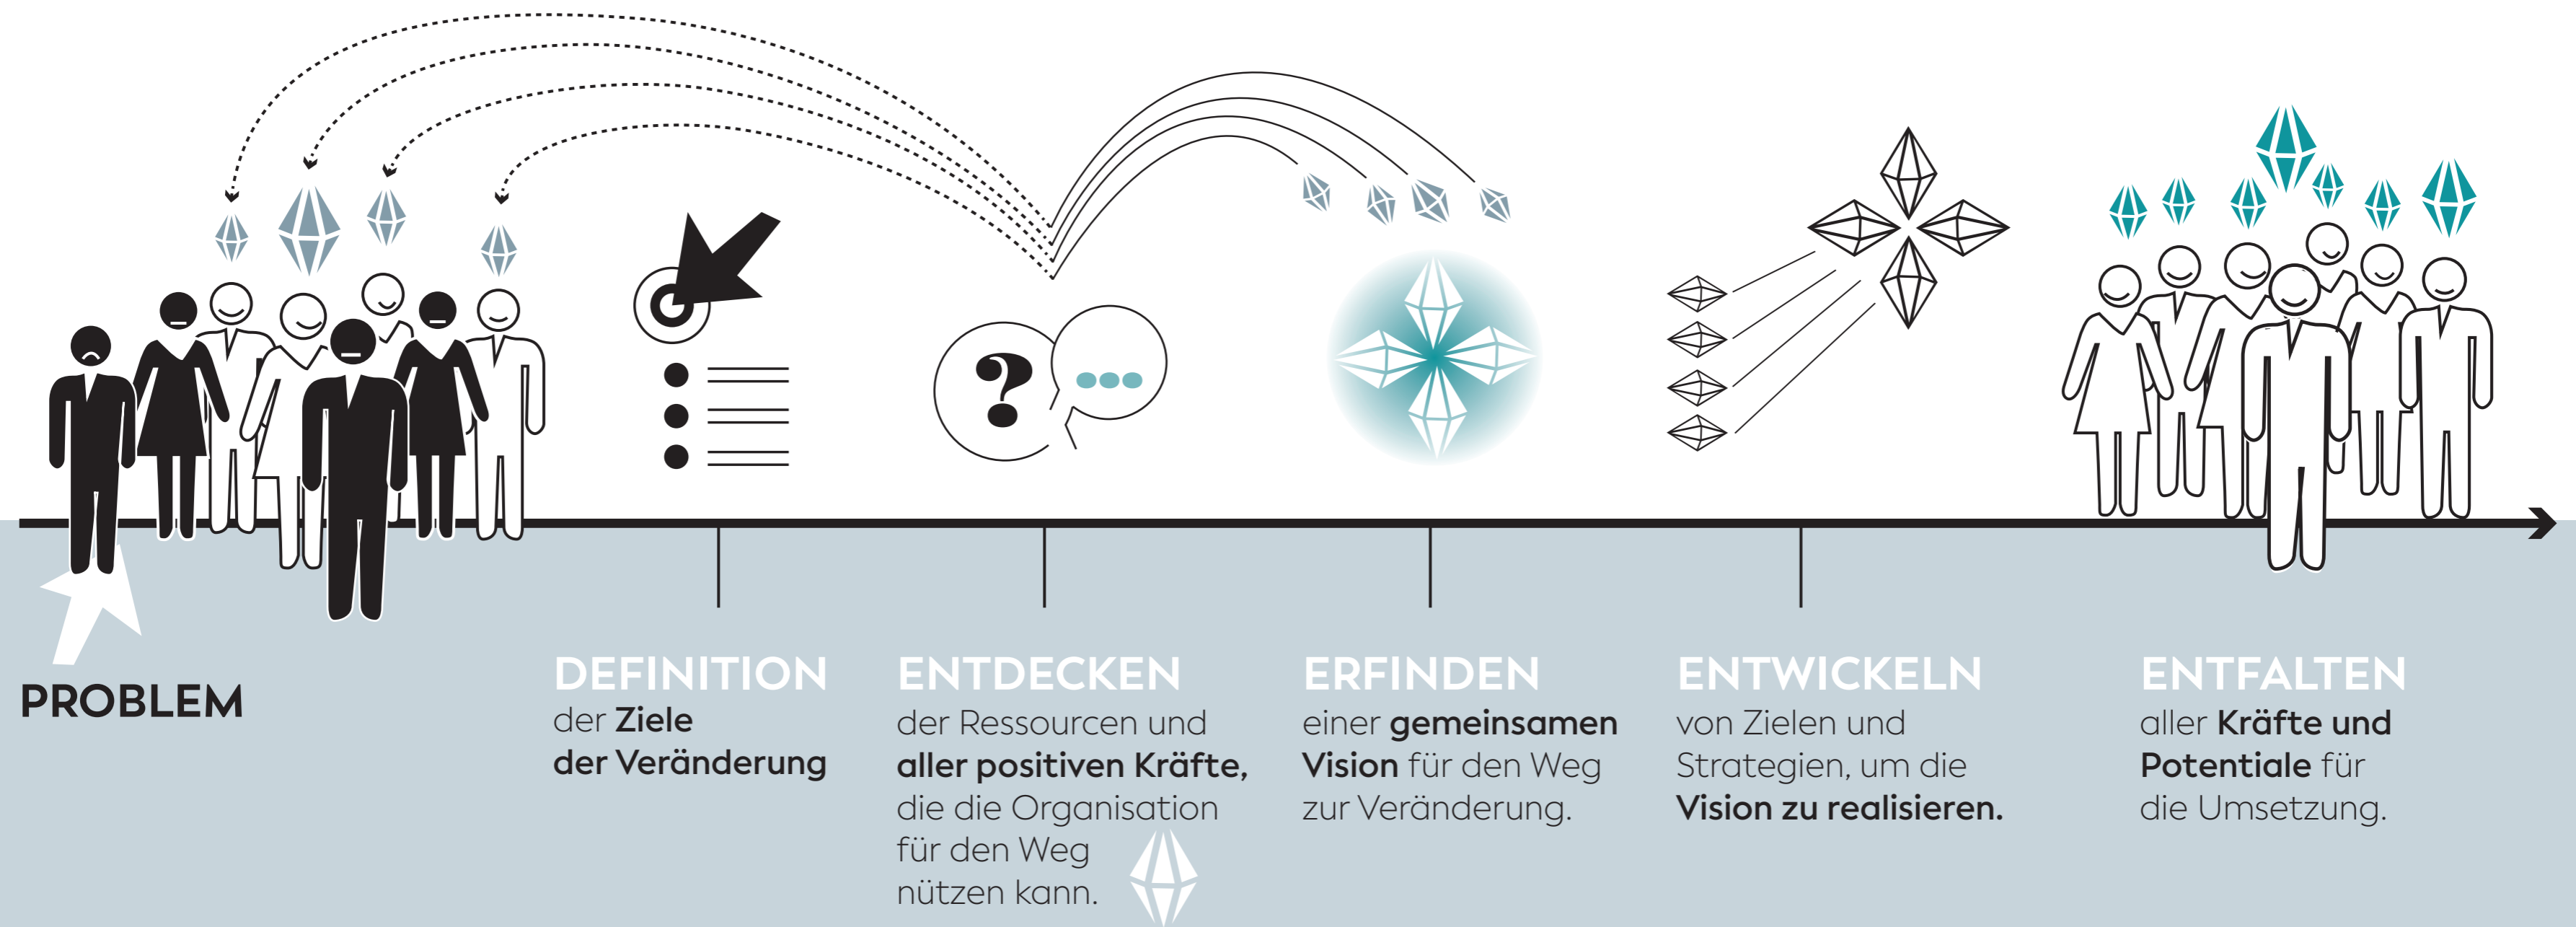 PROBLEM
DEFINITION
der Ziele
der Veränderung
ENTDECKEN
der Ressourcen und
aller positiven Kräfte,
die die Organisation
für den Weg
nützen kann.
ERFINDEN
einer gemeinsamen
Vision für den Weg
zur Veränderung.
ENTWICKELN
von Zielen und
Strategien, um die
Vision zu realisieren.
ENTFALTEN
aller Kräfte und
Potentiale für
die Umsetzung.
?